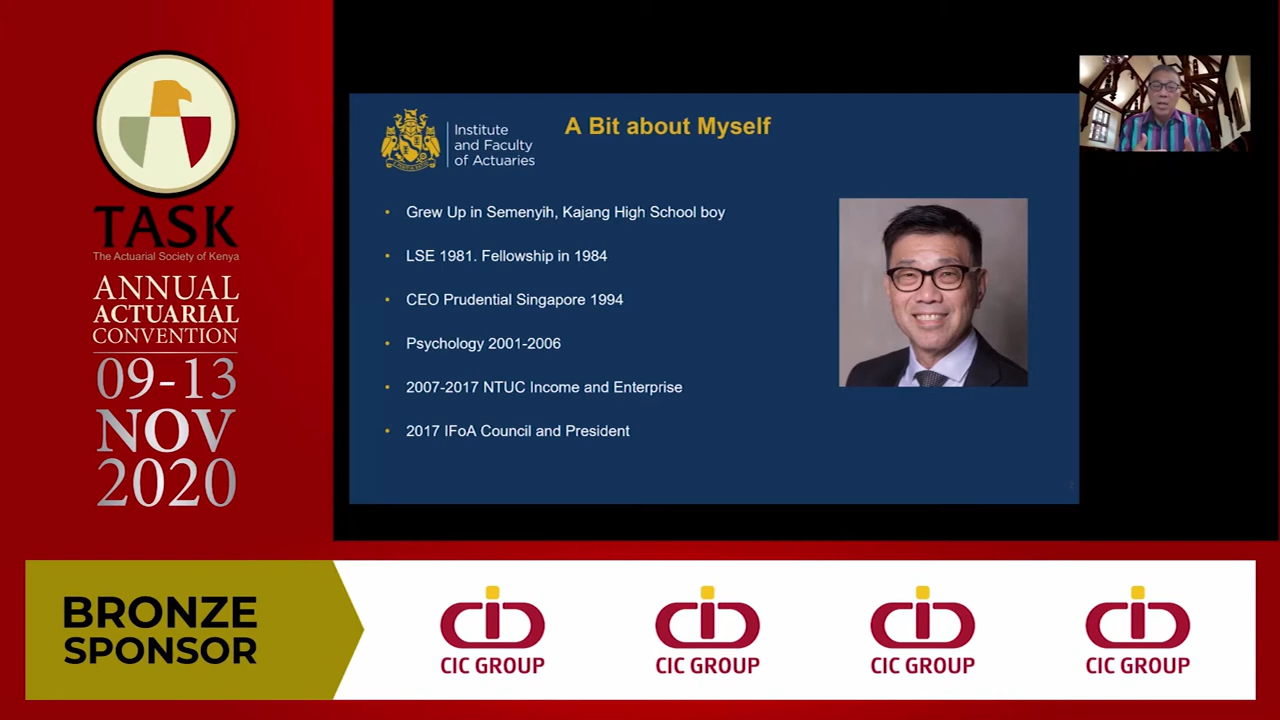 TASK
The Actuarial Society of Kenya
ANNUAL
ACTUARIAL
CONVENTION
09-13
NOV
2020
Institute
and Faculty
of Actuaries
A Bit about Myself
• Grew Up in Semenyih, Kajang High School boy
• LSE 1981. Fellowship in 1984
• CEO Prudential Singapore 1994
• Psychology 2001-2006
• 2007-2017 NTUC Income and Enterprise
• 2017 IFoA Council and President
2
BRONZE
SPONSOR
CIC GROUP
CIC GROUP
CIC GROUP
CIC GROUP